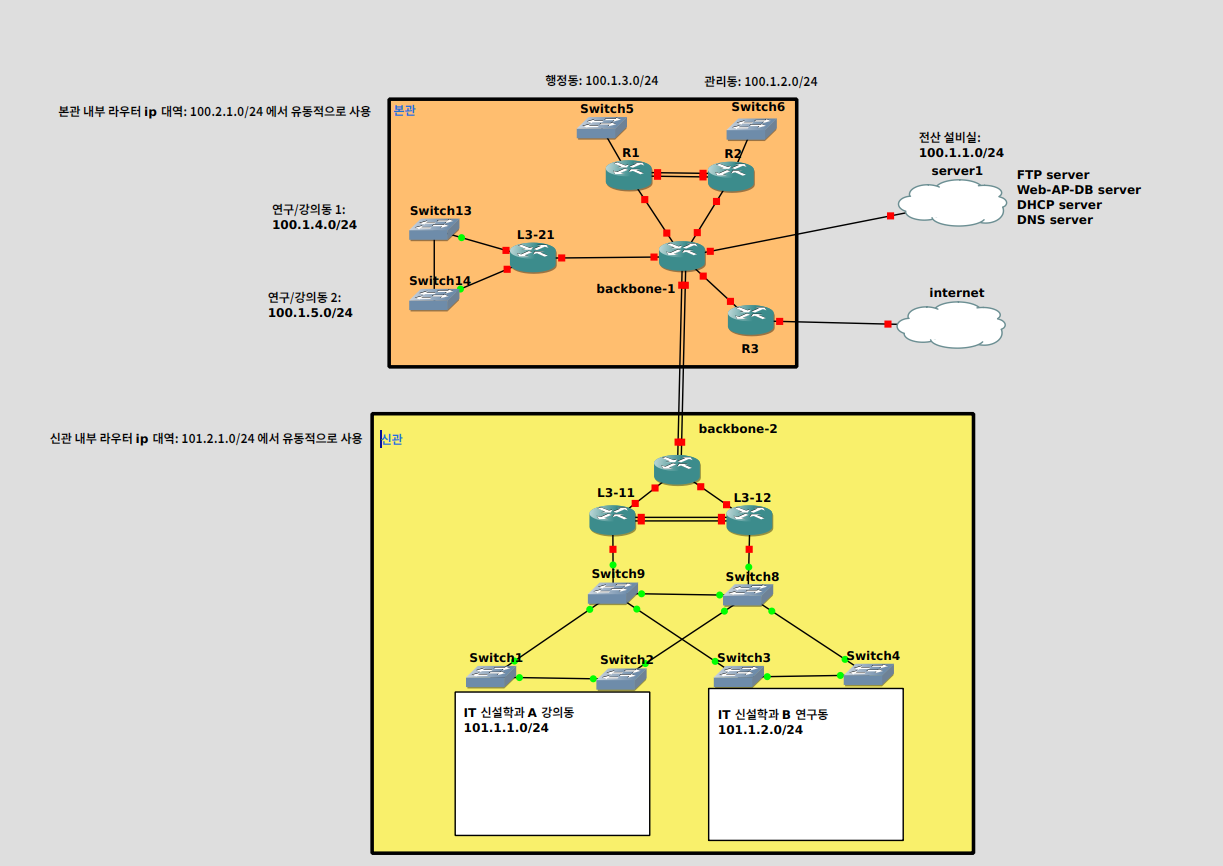 행정동: 100.1.3.0/24
관리동: 100.1.2.0/24
본관 내부 라우터 ip 대역: 100.2.1.0/24 에서 유동적으로 사용
본관
Switch5
Switch6
R1
R2
전산 설비실:
100.1.1.0/24
server1
FTP server
Web-AP-DB server
DHCP server
DNS server
연구/강의동 1:
100.1.4.0/24
Switch13
L3-21
Switch14
backbone-1
연구/강의동 2:
100.1.5.0/24
internet
R3
신관 내부 라우터 ip 대역: 101.2.1.0/24 에서 유동적으로 사용
신관
backbone-2
L3-11
L3-12
Switch9
Switch8
Switch1
Switch2
Switch3
Switch4
IT 신설학과 A 강의동
101.1.1.0/24
IT 신설학과 B 연구동
101.1.2.0/24